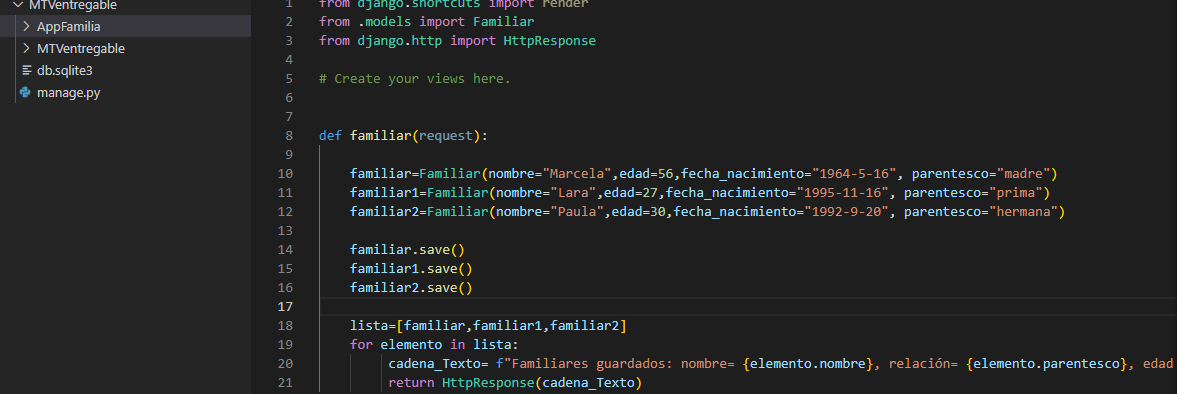 MTVentregable
AppFamilia
MTVentregable
db.sqlite3
manage.py
1 from django.shortcuts import render
2 from .models import Familiar
3 from django.http import HttpResponse
4
5 # Create your views here.
6
7
8 def familiar(request):
9
10 familiar=Familiar(nombre="Marcela",edad=56,fecha_nacimiento="1964-5-16", parentesco="madre")
11 familiar1=Familiar(nombre="Lara",edad=27,fecha_nacimiento="1995-11-16", parentesco="prima")
12 familiar2=Familiar(nombre="Paula",edad=30,fecha_nacimiento="1992-9-20", parentesco="hermana")
13
14 familiar.save()
15 familiar1.save()
16 familiar2.save()
17
18 lista=[familiar,familiar1,familiar2]
19 for elemento in lista:
20 cadena_Texto= f"Familiares guardados: nombre= {elemento.nombre}, relación= {elemento.parentesco}, edad
21 return HttpResponse(cadena_Texto)